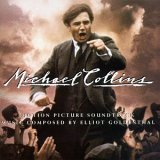 Michael Collins
MOTION PICTURE SOUNDTRACK
MUSIC COMPOSED BY ELLIOT GOLDENTHAL